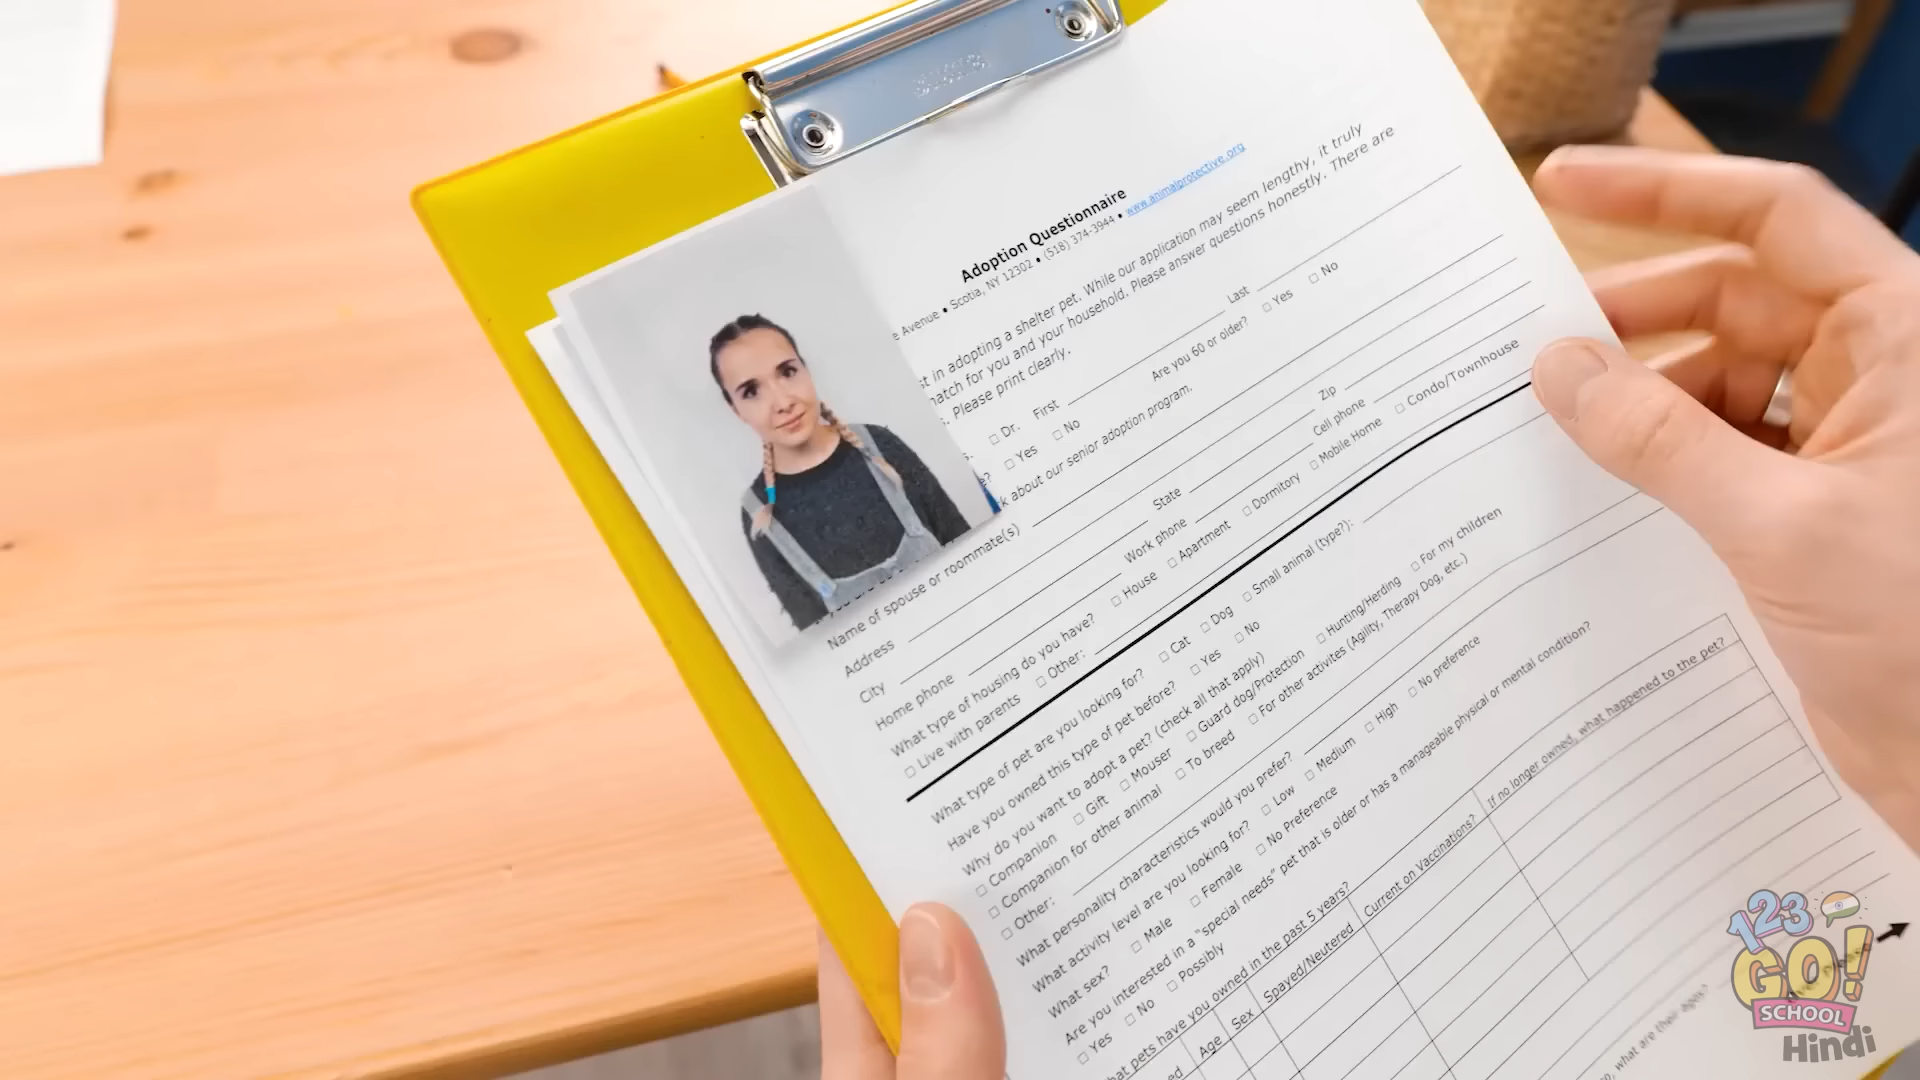 Adoption Questionnaire
e Avenue • Scotia, NY 12302 • (518) 374-3944 • www.animalprotective.org
st in adopting a shelter pet. While our application may seem lengthy, it truly
match for you and your household. Please answer questions honestly. There are
s. Please print clearly.
s. □ Dr. First Last
e? □ Yes □ No Are you 60 or older? □ Yes □ No
k about our senior adoption program.
Name of spouse or roommate(s)
Address
City State Zip
Home phone Work phone Cell phone
What type of housing do you have? □ House □ Apartment □ Dormitory □ Mobile Home □ Condo/Townhouse
□ Live with parents □ Other:
What type of pet are you looking for? □ Cat □ Dog □ Small animal (type?):
Have you owned this type of pet before? □ Yes □ No
Why do you want to adopt a pet? (check all that apply)
□ Companion □ Gift □ Mouser □ Guard dog/Protection □ Hunting/Herding □ For my children
□ Companion for other animal □ To breed □ For other activites (Agility, Therapy Dog, etc.)
□ Other:
What personality characteristics would you prefer?
What activity level are you looking for? □ Low □ Medium □ High □ No preference
What sex? □ Male □ Female □ No Preference
Are you interested in a "special needs" pet that is older or has a manageable physical or mental condition?
□ Yes □ No □ Possibly
hat pets have you owned in the past 5 years?
ed Age Sex Spayed/Neutered Current on Vaccinations? If no longer owned, what happened to the pet?
o, what are their ages?
123
GO!
SCHOOL
Hindi